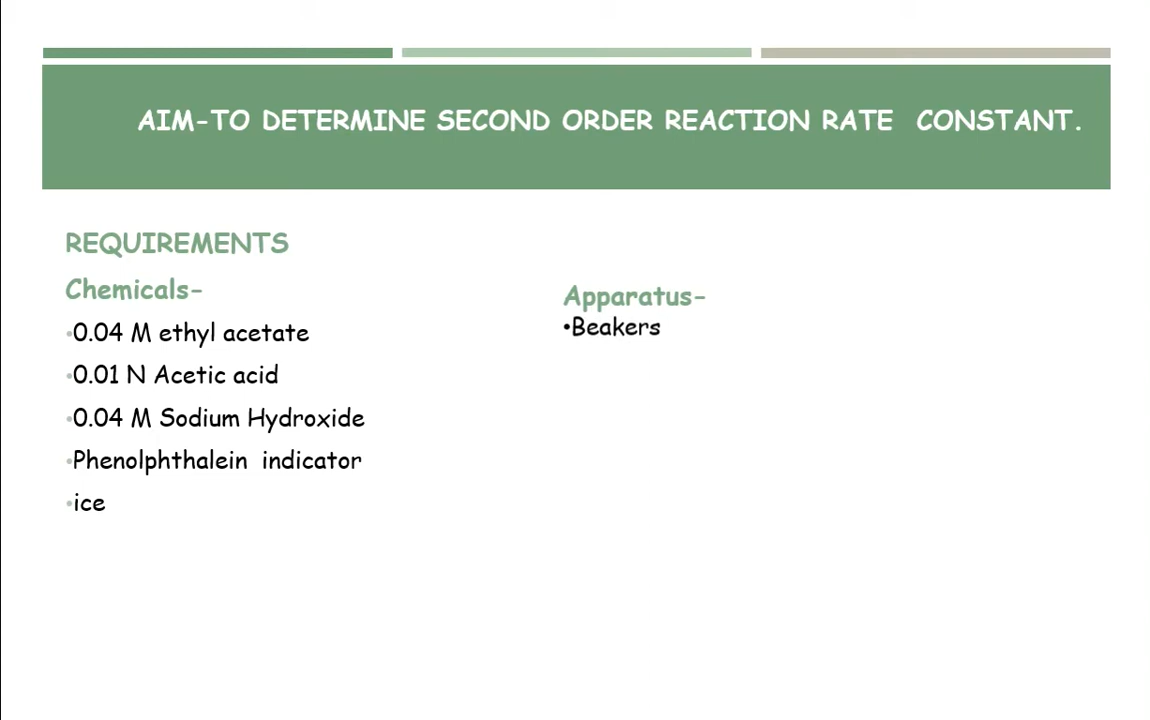 AIM-TO DETERMINE SECOND ORDER REACTION RATE CONSTANT.
REQUIREMENTS
Chemicals-
•0.04 M ethyl acetate
•0.01 N Acetic acid
•0.04 M Sodium Hydroxide
•Phenolphthalein indicator
•ice
Apparatus-
•Beakers